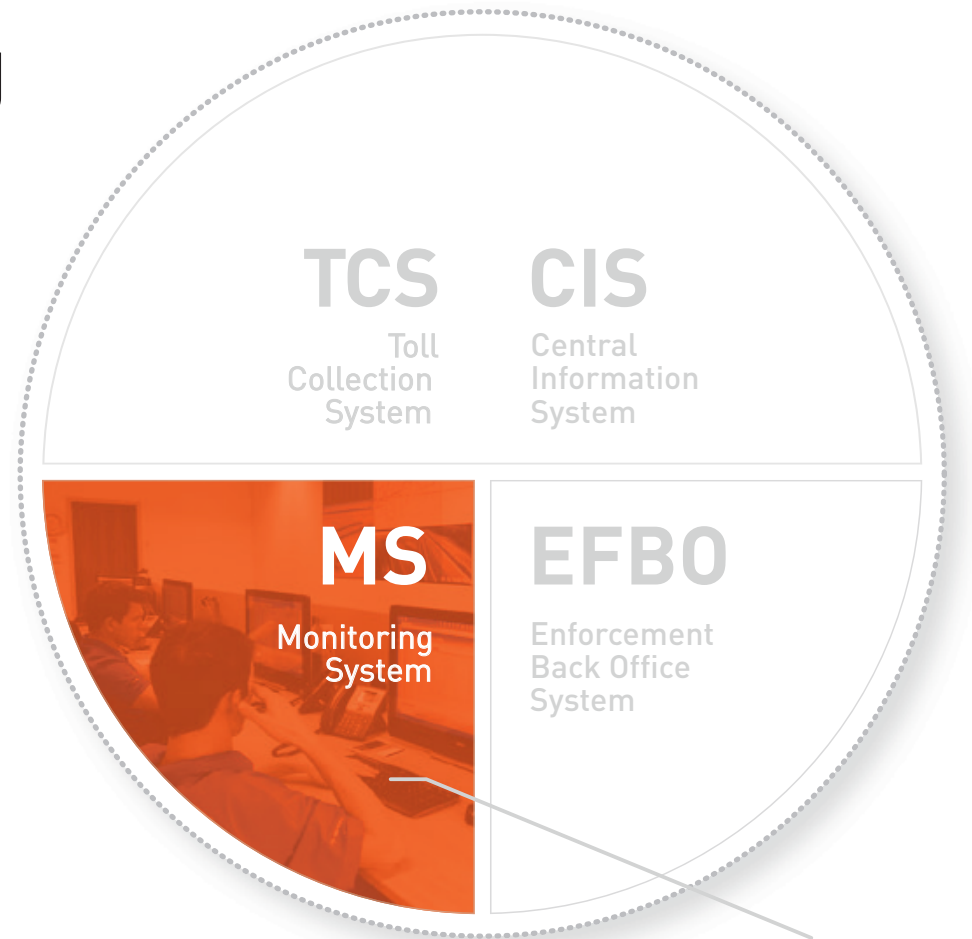 TCS
Toll
Collection
System
CIS
Central
Information
System
MS
Monitoring
System
EFBO
Enforcement
Back Office
System